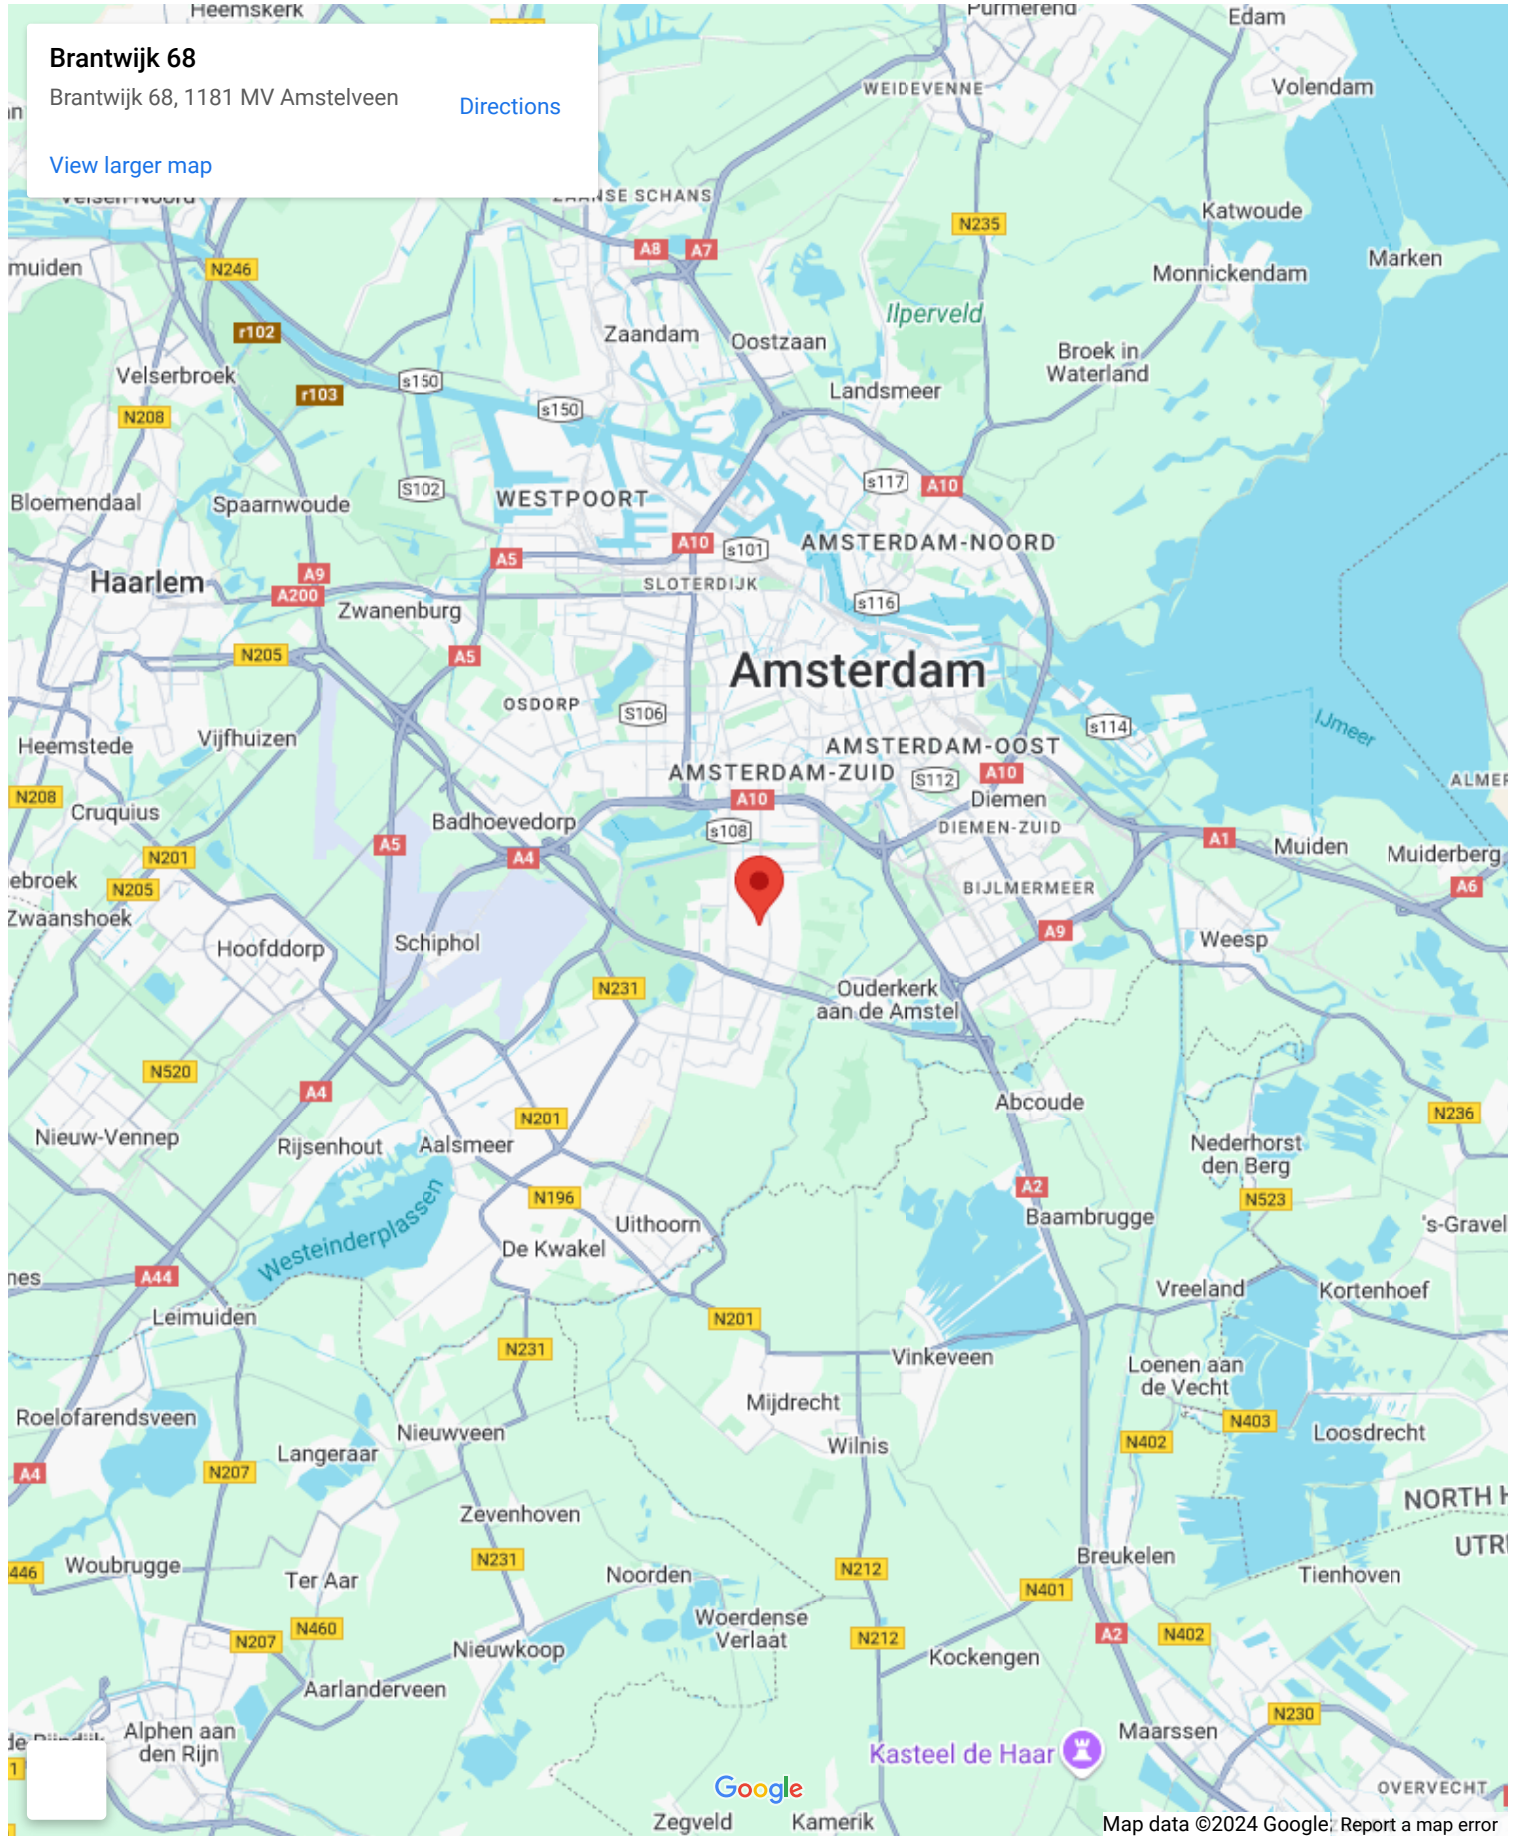 Heemskerk
Purmerend
Edam
Brantwijk 68
Brantwijk 68, 1181 MV Amstelveen
Directions
View larger map
WEIDEVENNE
Volendam
ZAANSE SCHANS
Velsen-Noord
Katwoude
N235
A8
A7
Marken
muiden
N246
Monnickendam
Ilperveld
r102
Zaandam
Oostzaan
Broek in
Waterland
Velserbroek
s150
r103
Landsmeer
N208
s150
s117
A10
S102
WESTPOORT
Bloemendaal
Spaarnwoude
A10
s101
AMSTERDAM-NOORD
A5
A9
Haarlem
A200
SLOTERDIJK
Zwanenburg
s116
N205
A5
Amsterdam
OSDORP
S106
s114
IJmeer
Heemstede
Vijfhuizen
AMSTERDAM-OOST
AMSTERDAM-ZUID
S112
A10
ALMER
N208
Cruquius
A10
Diemen
Badhoevedorp
s108
DIEMEN-ZUID
A5
A4
A1
Muiden
Muiderberg
N201
ebroek
N205
BIJLMERMEER
A6
Zwaanshoek
A9
Weesp
Hoofddorp
Schiphol
N231
Ouderkerk
aan de Amstel
N520
A4
Abcoude
N236
N201
Nieuw-Vennep
Rijsenhout
Aalsmeer
Nederhorst
den Berg
A2
N196
N523
Westeinderplassen
Uithoorn
Baambrugge
's-Gravel
De Kwakel
nes
A44
Vreeland
Kortenhoef
Leimuiden
N201
N231
Vinkeveen
Loenen aan
de Vecht
Mijdrecht
Roelofarendsveen
Nieuwveen
N403
Loosdrecht
Langeraar
Wilnis
N402
A4
N207
NORTH H
Zevenhoven
UTRE
446
Woubrugge
N231
Breukelen
Ter Aar
Noorden
N212
N401
Tienhoven
Woerdense
Verlaat
N207
N460
N212
A2
N402
Nieuwkoop
Kockengen
Aarlanderveen
Alphen aan
den Rijn
N230
Maarssen
Kasteel de Haar
1
Google
OVERVECHT
Zegveld
Kamerik
Map data ©2024 Google
Report a map error